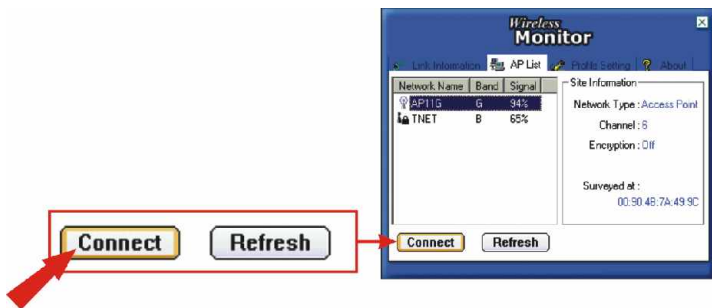 Wireless
Monitor
Link Information AP List Profile Setting About
Network Name Band Signal
AP11G G 94%
TNET B 65%
Site Information
Network Type : Access Point
Channel : 6
Encryption : Off
Surveyed at :
00:90:4B:7A:49:9C
Connect Refresh
Connect Refresh